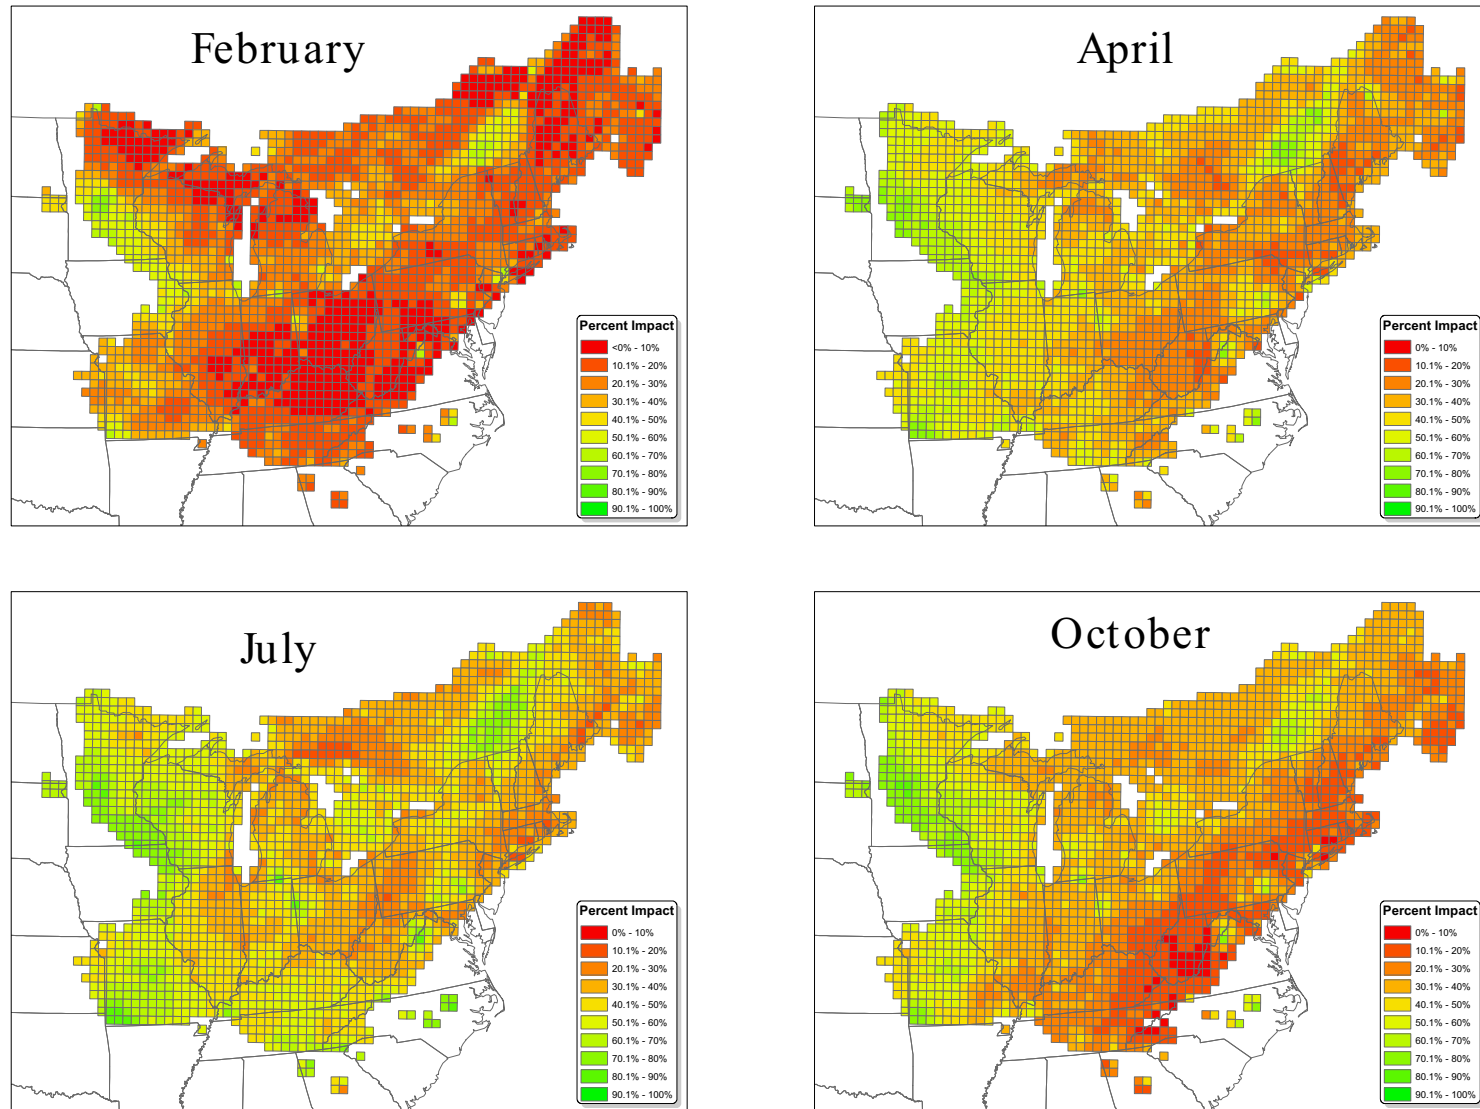 February
Percent Impact
<0% - 10%
10.1% - 20%
20.1% - 30%
30.1% - 40%
40.1% - 50%
50.1% - 60%
60.1% - 70%
70.1% - 80%
80.1% - 90%
90.1% - 100%
April
Percent Impact
0% - 10%
10.1% - 20%
20.1% - 30%
30.1% - 40%
40.1% - 50%
50.1% - 60%
60.1% - 70%
70.1% - 80%
80.1% - 90%
90.1% - 100%
July
Percent Impact
0% - 10%
10.1% - 20%
20.1% - 30%
30.1% - 40%
40.1% - 50%
50.1% - 60%
60.1% - 70%
70.1% - 80%
80.1% - 90%
90.1% - 100%
October
Percent Impact
0% - 10%
10.1% - 20%
20.1% - 30%
30.1% - 40%
40.1% - 50%
50.1% - 60%
60.1% - 70%
70.1% - 80%
80.1% - 90%
90.1% - 100%